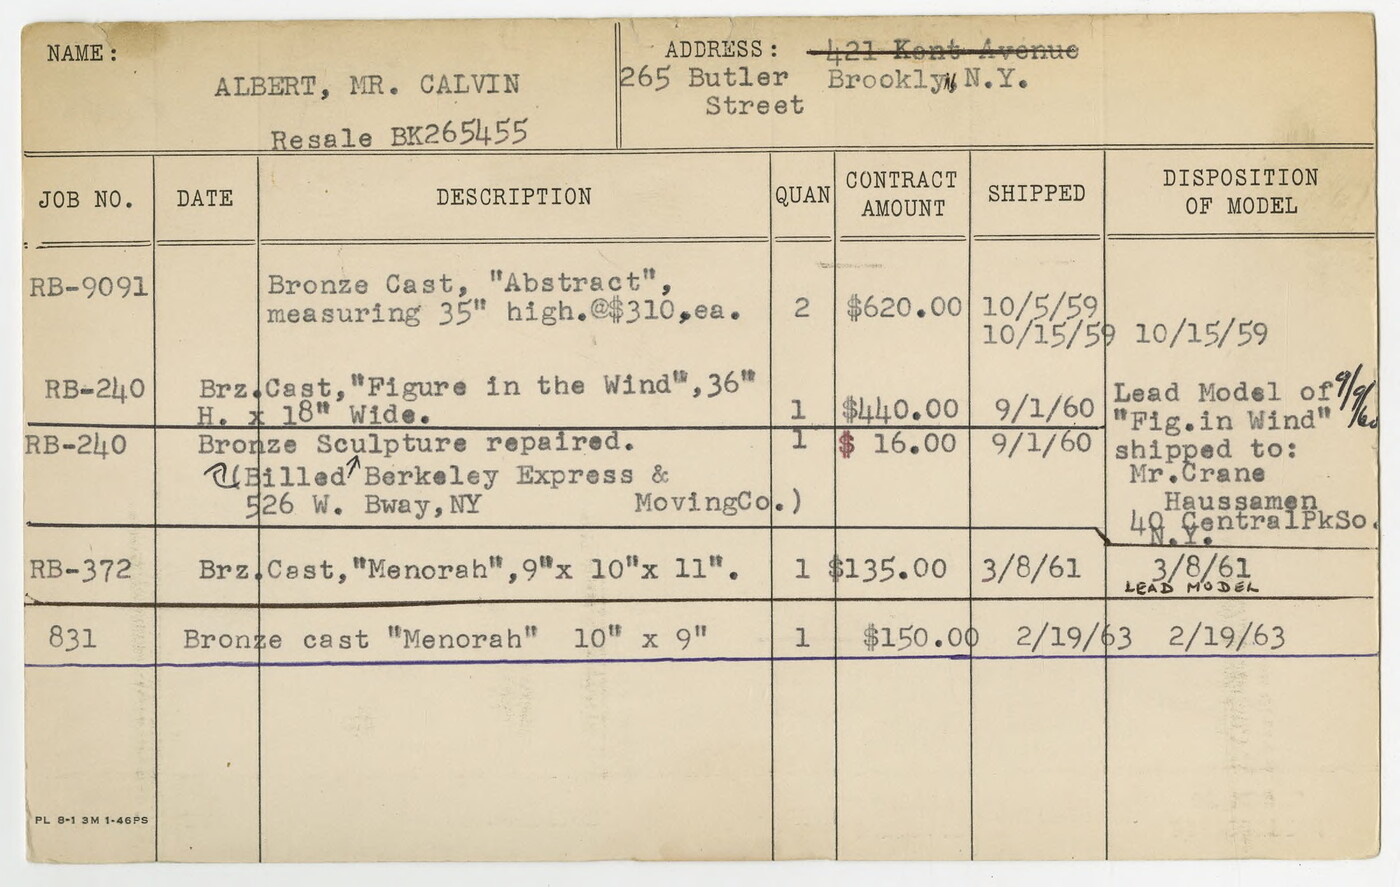 NAME: ADDRESS: 421 Kent Avenue
ALBERT, MR. CALVIN 265 Butler Brooklyn N.Y.
Street
Resale BK265455
JOB NO. DATE DESCRIPTION QUAN CONTRACT AMOUNT SHIPPED DISPOSITION OF MODEL
RB-9091 Bronze Cast, "Abstract",
measuring 35" high.@$310,ea. 2 $620.00 10/5/59
10/15/59 10/15/59
RB-240 Brz.Cast,"Figure in the Wind",36"
H. x 18" Wide. 1 $440.00 9/1/60
Lead Model of 9/9/60
"Fig.in Wind"
shipped to:
Mr.Crane
Haussamen
40 CentralPkSo.
N.Y.
RB-240 Bronze Sculpture repaired. 1 $ 16.00 9/1/60
(Billed Berkeley Express &
526 W. Bway,NY MovingCo.)
RB-372 Brz.Cast,"Menorah",9"x 10"x 11". 1 $135.00 3/8/61 3/8/61
LEAD MODEL
831 Bronze cast "Menorah" 10" x 9" 1 $150.00 2/19/63 2/19/63
PL 8-1 3M 1-46PS